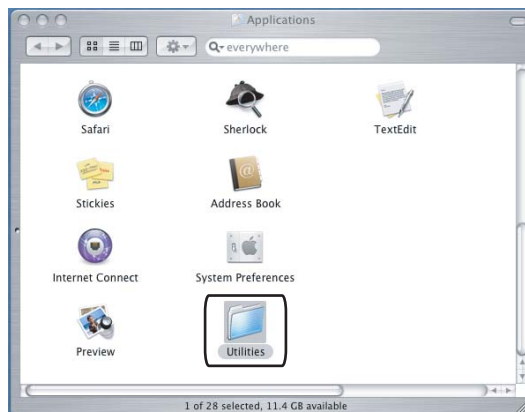 Applications
everywhere
Safari
Sherlock
TextEdit
Stickies
Address Book
Internet Connect
System Preferences
Preview
Utilities
1 of 28 selected, 11.4 GB available